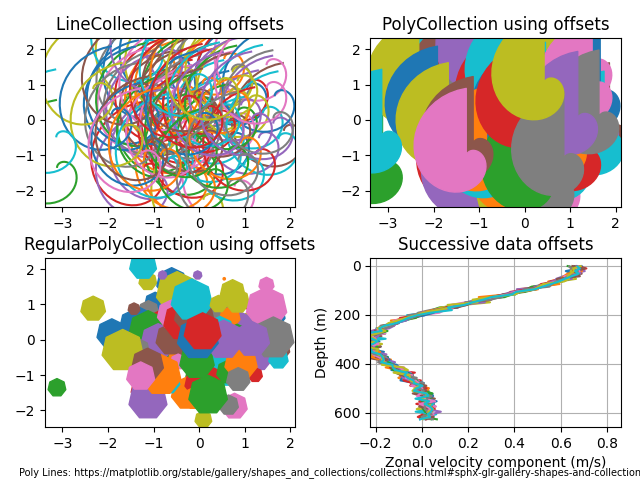 LineCollection using offsets
2
1
0
−1
−2
−3 −2 −1 0 1 2
PolyCollection using offsets
2
1
0
−1
−2
−3 −2 −1 0 1 2
RegularPolyCollection using offsets
2
1
0
−1
−2
−3 −2 −1 0 1 2
Successive data offsets
Depth (m)
0
200
400
600
−0.2 0.0 0.2 0.4 0.6 0.8
Zonal velocity component (m/s)
Poly Lines: https://matplotlib.org/stable/gallery/shapes_and_collections/collections.html#sphx-glr-gallery-shapes-and-collection